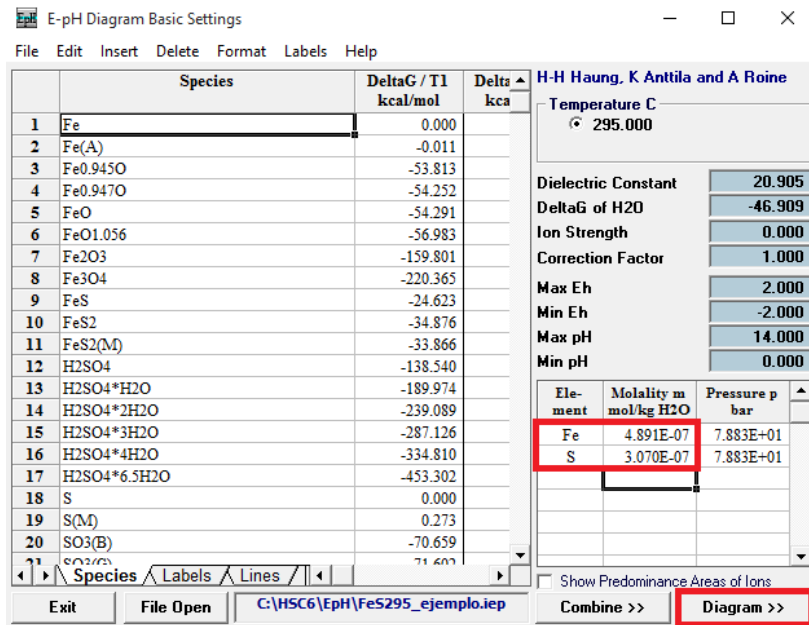 E-pH Diagram Basic Settings
File Edit Insert Delete Format Labels Help
Species DeltaG / T1 kcal/mol Delta kca
1 Fe 0.000
2 Fe(A) -0.011
3 Fe0.945O -53.813
4 Fe0.947O -54.252
5 FeO -54.291
6 FeO1.056 -56.983
7 Fe2O3 -159.801
8 Fe3O4 -220.365
9 FeS -24.623
10 FeS2 -34.876
11 FeS2(M) -33.866
12 H2SO4 -138.540
13 H2SO4*H2O -189.974
14 H2SO4*2H2O -239.089
15 H2SO4*3H2O -287.126
16 H2SO4*4H2O -334.810
17 H2SO4*6.5H2O -453.302
18 S 0.000
19 S(M) 0.273
20 SO3(B) -70.659
Species Labels Lines
Exit File Open C:\HSC6\EpH\FeS295_ejemplo.iep
H-H Haung, K Anttila and A Roine
Temperature C
295.000
Dielectric Constant 20.905
DeltaG of H2O -46.909
Ion Strength 0.000
Correction Factor 1.000
Max Eh 2.000
Min Eh -2.000
Max pH 14.000
Min pH 0.000
Ele- Molality m Pressure p
ment mol/kg H2O bar
Fe 4.891E-07 7.883E+01
S 3.070E-07 7.883E+01
Show Predominance Areas of Ions
Combine >> Diagram >>